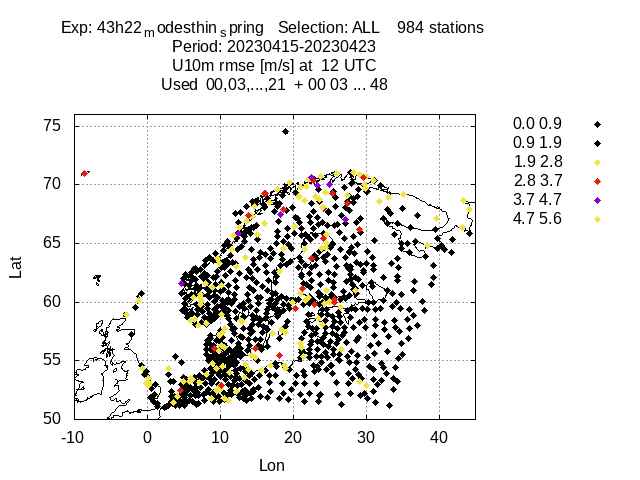 Exp: 43h22modesthinspring Selection: ALL 984 stations
Period: 20230415-20230423
U10m rmse [m/s] at 12 UTC
Used 00,03,...,21 + 00 03 ... 48
0.0 0.9
0.9 1.9
1.9 2.8
2.8 3.7
3.7 4.7
4.7 5.6
75
70
65
60
55
50
Lat
-10 0 10 20 30 40
Lon